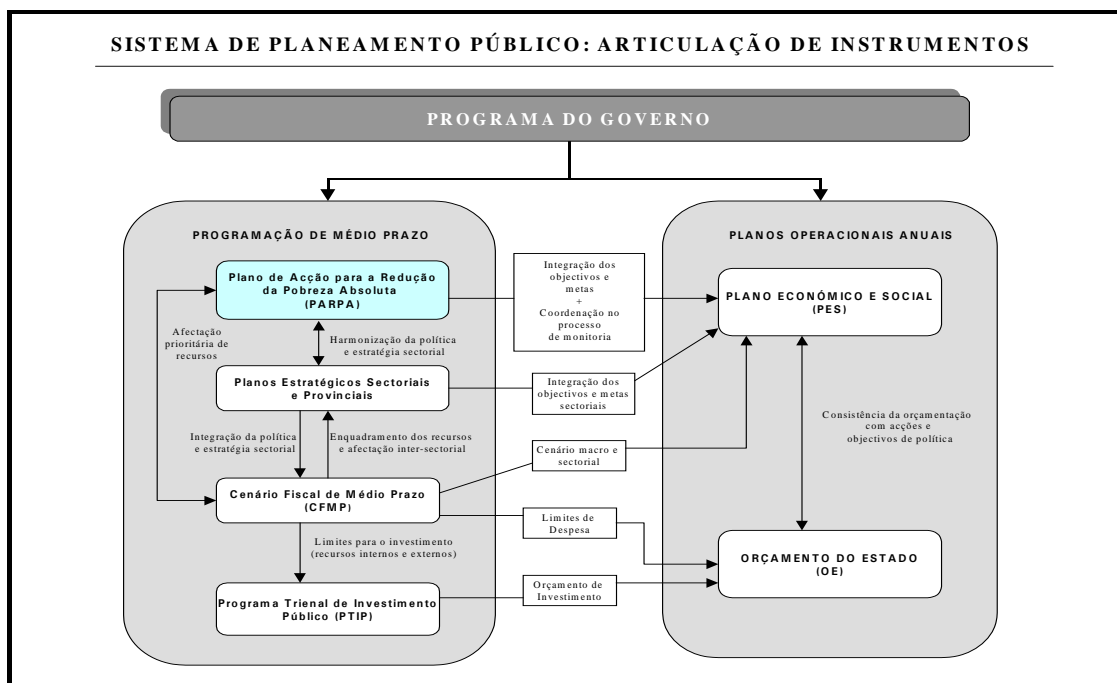 SISTEMA DE PLANEAMENTO PÚBLICO: ARTICULAÇÃO DE INSTRUMENTOS
PROGRAMA DO GOVERNO
PROGRAMAÇÃO DE MÉDIO PRAZO
Plano de Acção para a Redução
da Pobreza Absoluta
(PARPA)
Afectação
prioritária de
recursos
Harmonização da política
e estratégia sectorial
Planos Estratégicos Sectoriais
e Provinciais
Integração da política
e estratégia sectorial
Enquadramento dos recursos
e afectação inter-sectorial
Cenário Fiscal de Médio Prazo
(CFMP)
Limites para o investimento
(recursos internos e externos)
Programa Trienal de Investimento
Público (PTIP)
Integração dos
objectivos e
metas
+
Coordenação no
processo
de monitoria
Integração dos
objectivos e metas
sectoriais
Cenário macro e
sectorial
Limites de
Despesa
Orçamento de
Investimento
PLANOS OPERACIONAIS ANUAIS
PLANO ECONÓMICO E SOCIAL
(PES)
Consistência da orçamentação
com acções e
objectivos de política
ORÇAMENTO DO ESTADO
(OE)